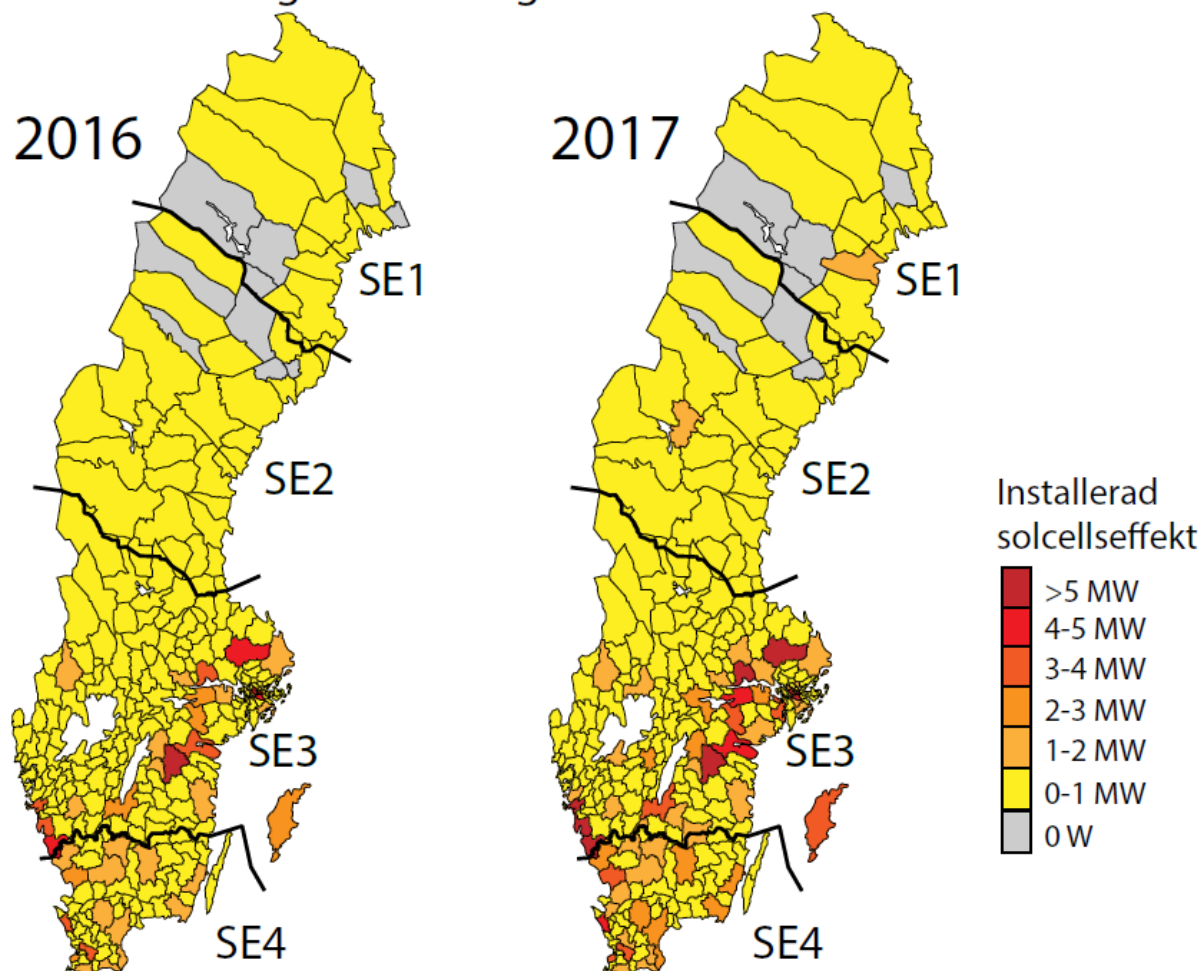 2016
2017
SE1
SE1
SE2
SE2
Installerad
solcellseffekt
>5 MW
4-5 MW
3-4 MW
2-3 MW
1-2 MW
0-1 MW
0 W
SE3
SE3
SE4
SE4